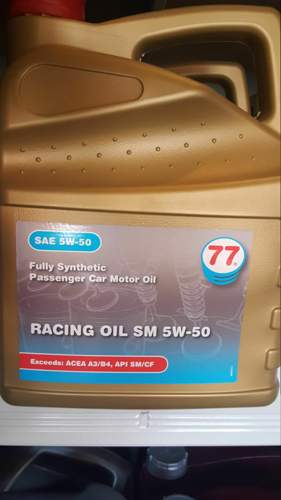 SAE 5W-50
77
Fully Synthetic
Passenger Car Motor Oil
RACING OIL SM 5W-50
Exceeds: ACEA A3/B4, API SM/CF